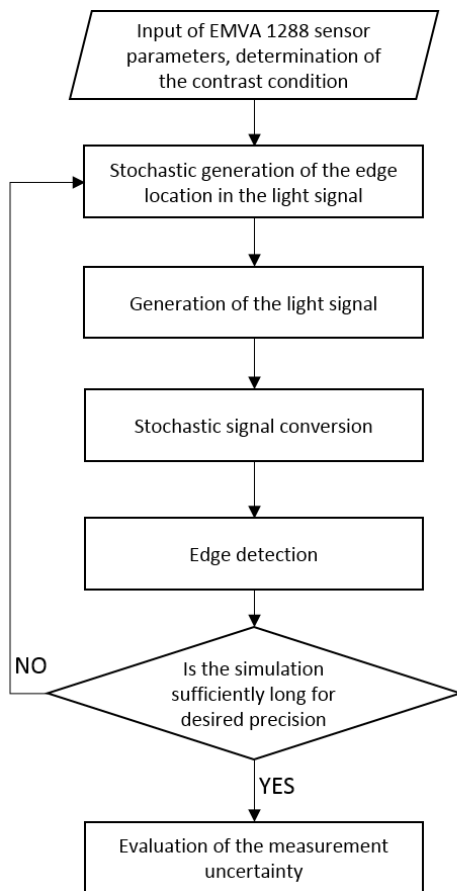 Input of EMVA 1288 sensor
parameters, determination of
the contrast condition
Stochastic generation of the edge
location in the light signal
Generation of the light signal
Stochastic signal conversion
Edge detection
NO
Is the simulation
sufficiently long for
desired precision
YES
Evaluation of the measurement
uncertainty